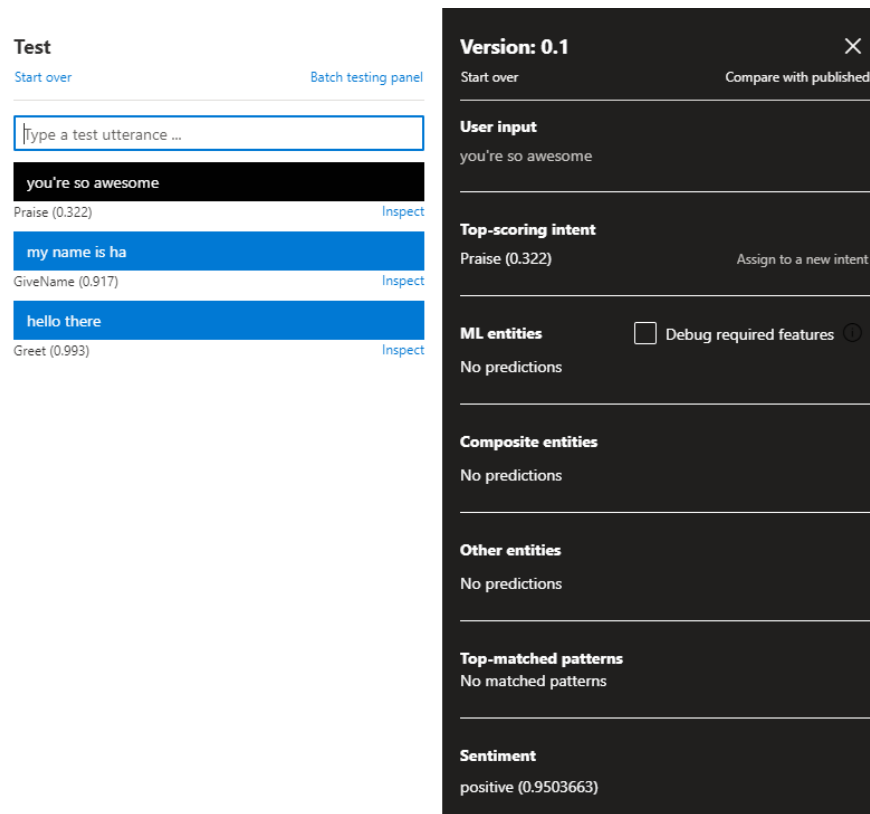 Test
Start over
Batch testing panel
Type a test utterance ...
you're so awesome
Praise (0.322)
Inspect
my name is ha
GiveName (0.917)
Inspect
hello there
Greet (0.993)
Inspect
Version: 0.1
Start over
Compare with published
User input
you're so awesome
Top-scoring intent
Praise (0.322)
Assign to a new intent
ML entities
Debug required features
No predictions
Composite entities
No predictions
Other entities
No predictions
Top-matched patterns
No matched patterns
Sentiment
positive (0.9503663)